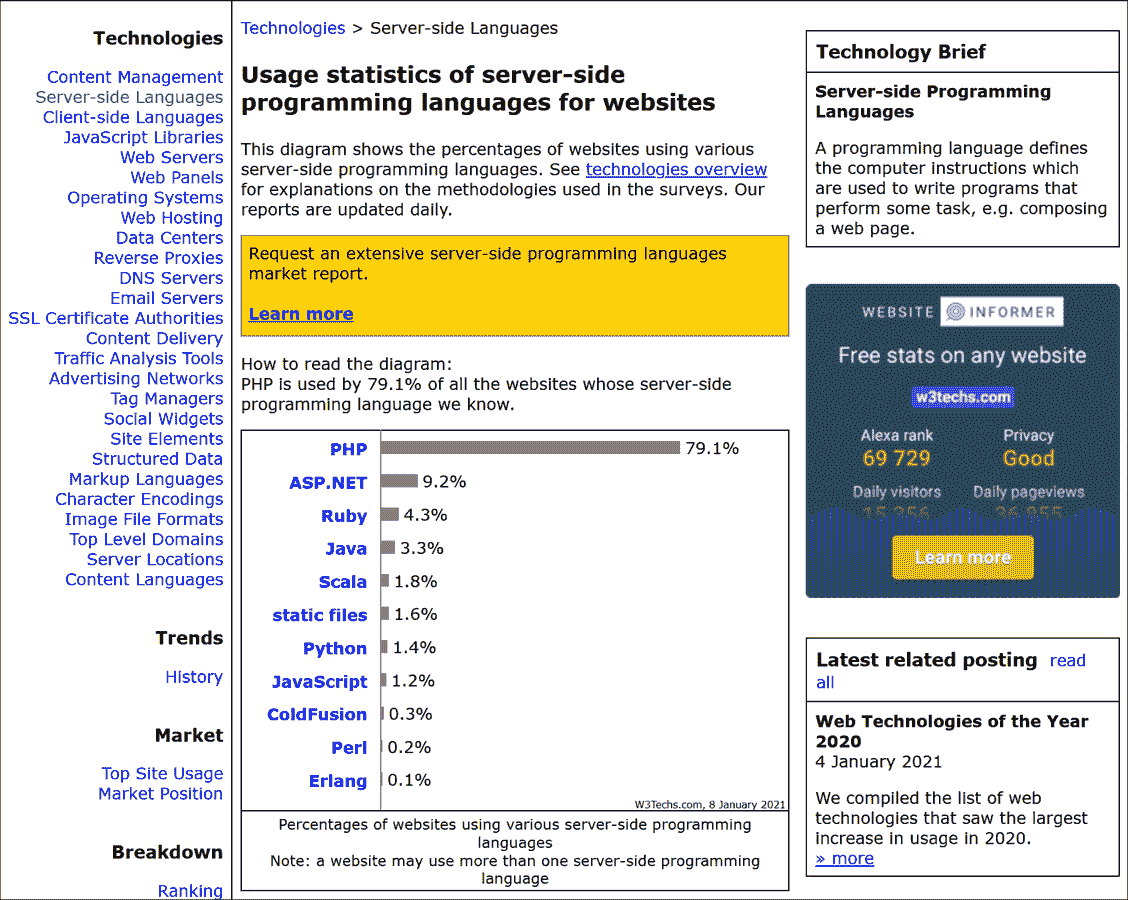 Technologies
Content Management
Server-side Languages
Client-side Languages
JavaScript Libraries
Web Servers
Web Panels
Operating Systems
Web Hosting
Data Centers
Reverse Proxies
DNS Servers
Email Servers
SSL Certificate Authorities
Content Delivery
Traffic Analysis Tools
Advertising Networks
Tag Managers
Social Widgets
Site Elements
Structured Data
Markup Languages
Character Encodings
Image File Formats
Top Level Domains
Server Locations
Content Languages
Trends
History
Market
Top Site Usage
Market Position
Breakdown
Ranking
Technologies > Server-side Languages
Usage statistics of server-side
programming languages for websites
This diagram shows the percentages of websites using various
server-side programming languages. See technologies overview
for explanations on the methodologies used in the surveys. Our
reports are updated daily.
Request an extensive server-side programming languages
market report.
Learn more
How to read the diagram:
PHP is used by 79.1% of all the websites whose server-side
programming language we know.
PHP 79.1%
ASP.NET 9.2%
Ruby 4.3%
Java 3.3%
Scala 1.8%
static files 1.6%
Python 1.4%
JavaScript 1.2%
ColdFusion 0.3%
Perl 0.2%
Erlang 0.1%
W3Techs.com, 8 January 2021
Percentages of websites using various server-side programming
languages
Note: a website may use more than one server-side programming
language
Technology Brief
Server-side Programming
Languages
A programming language defines
the computer instructions which
are used to write programs that
perform some task, e.g. composing
a web page.
WEBSITE INFORMER
Free stats on any website
w3techs.com
Alexa rank Privacy
69 729 Good
Daily visitors Daily pageviews
Learn more
Latest related posting read
all
Web Technologies of the Year
2020
4 January 2021
We compiled the list of web
technologies that saw the largest
increase in usage in 2020.
» more